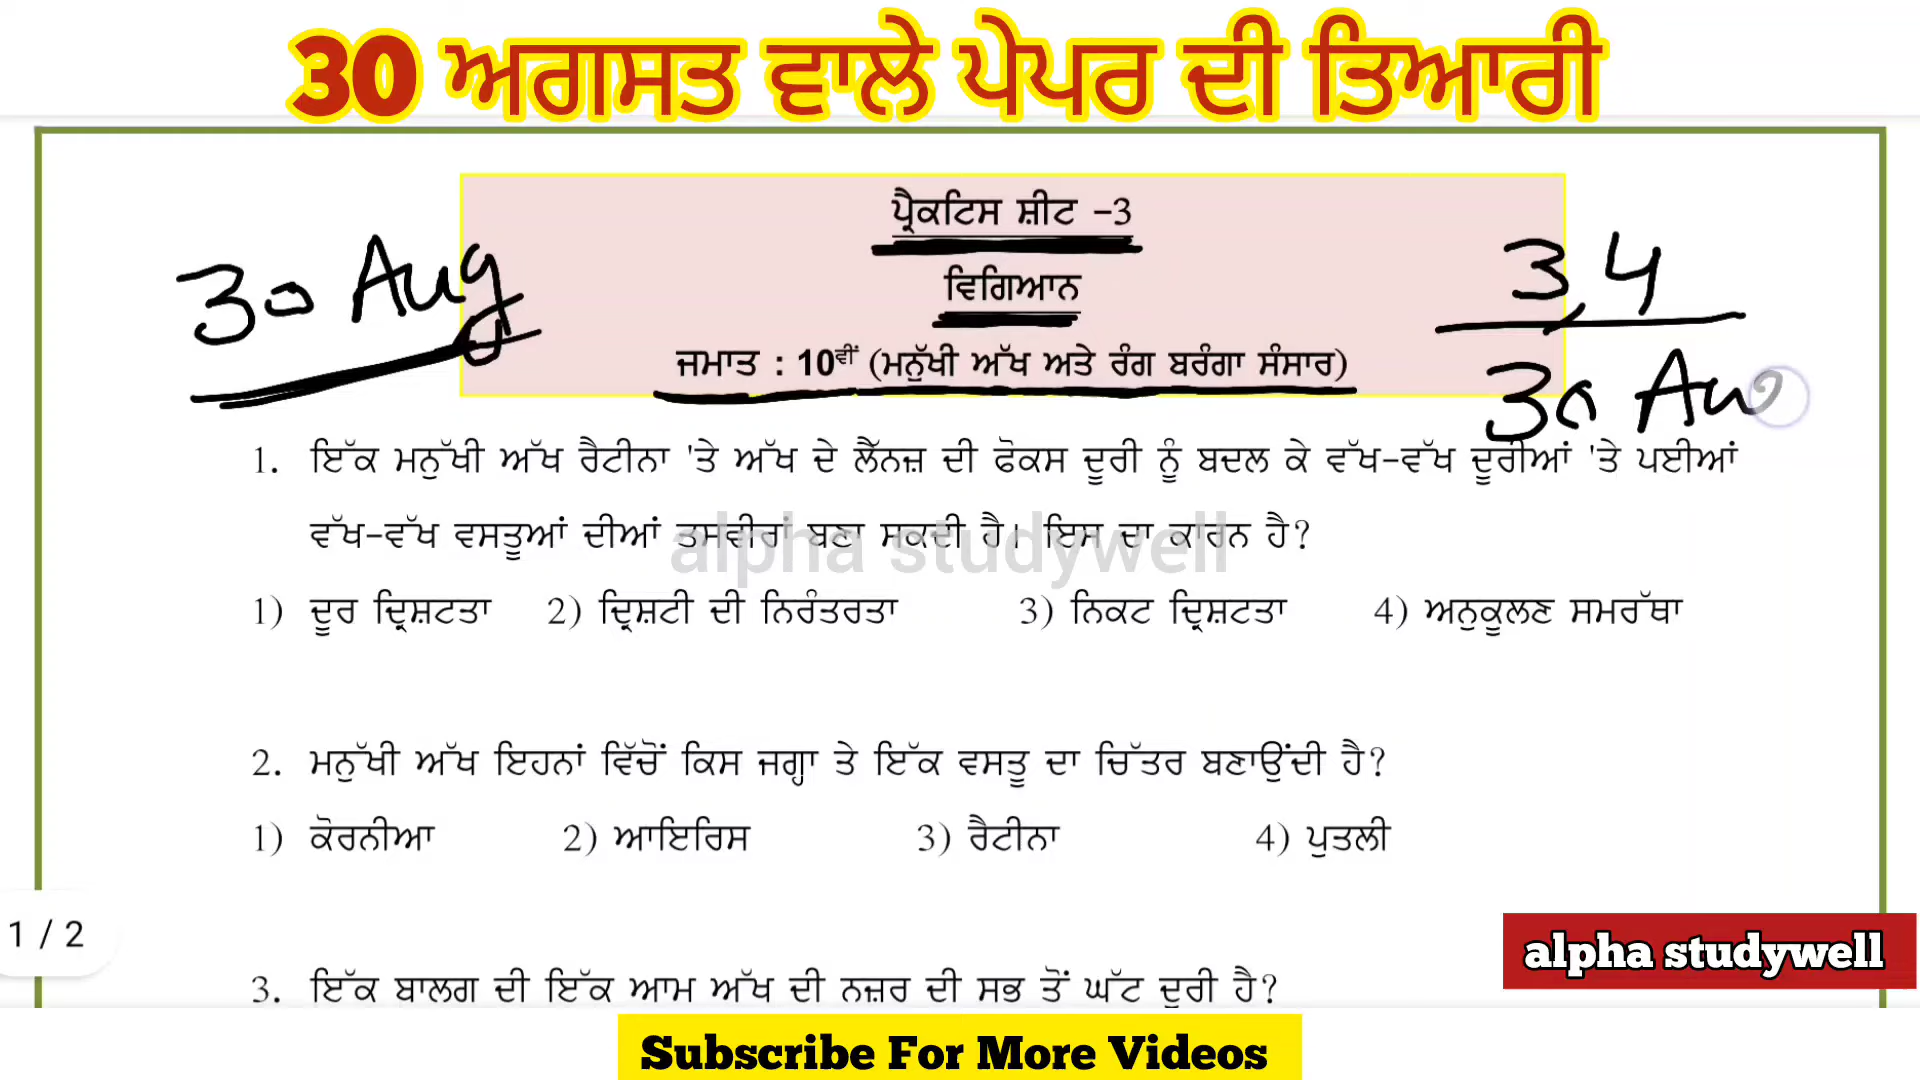 30 ਅਗਸਤ ਵਾਲੇ ਪੇਪਰ ਦੀ ਤਿਆਰੀ
ਪ੍ਰੈਕਟਿਸ ਸ਼ੀਟ -3
ਵਿਗਿਆਨ
ਜਮਾਤ : 10ਵੀਂ (ਮਨੁੱਖੀ ਅੱਖ ਅਤੇ ਰੰਗ ਬਰੰਗਾ ਸੰਸਾਰ)
30 Aug
3,4
30 Aug
1. ਇੱਕ ਮਨੁੱਖੀ ਅੱਖ ਰੈਟੀਨਾ 'ਤੇ ਅੱਖ ਦੇ ਲੈੱਨਜ਼ ਦੀ ਫੋਕਸ ਦੂਰੀ ਨੂੰ ਬਦਲ ਕੇ ਵੱਖ-ਵੱਖ ਦੂਰੀਆਂ 'ਤੇ ਪਈਆਂ
ਵੱਖ-ਵੱਖ ਵਸਤੂਆਂ ਦੀਆਂ ਤਸਵੀਰਾਂ ਬਣਾ ਸਕਦੀ ਹੈ। ਇਸ ਦਾ ਕਾਰਨ ਹੈ?
alpha studywell
1) ਦੂਰ ਦ੍ਰਿਸ਼ਟਤਾ 2) ਦ੍ਰਿਸ਼ਟੀ ਦੀ ਨਿਰੰਤਰਤਾ 3) ਨਿਕਟ ਦ੍ਰਿਸ਼ਟਤਾ 4) ਅਨੁਕੂਲਣ ਸਮਰੱਥਾ
2. ਮਨੁੱਖੀ ਅੱਖ ਇਹਨਾਂ ਵਿੱਚੋਂ ਕਿਸ ਜਗ੍ਹਾ ਤੇ ਇੱਕ ਵਸਤੂ ਦਾ ਚਿੱਤਰ ਬਣਾਉਂਦੀ ਹੈ?
1) ਕੋਰਨੀਆ 2) ਆਇਰਿਸ 3) ਰੈਟੀਨਾ 4) ਪੁਤਲੀ
1 / 2
alpha studywell
3. ਇੱਕ ਬਾਲਗ ਦੀ ਇੱਕ ਆਮ ਅੱਖ ਦੀ ਨਜ਼ਰ ਦੀ ਸਭ ਤੋਂ ਘੱਟ ਦੂਰੀ ਹੈ?
Subscribe For More Videos